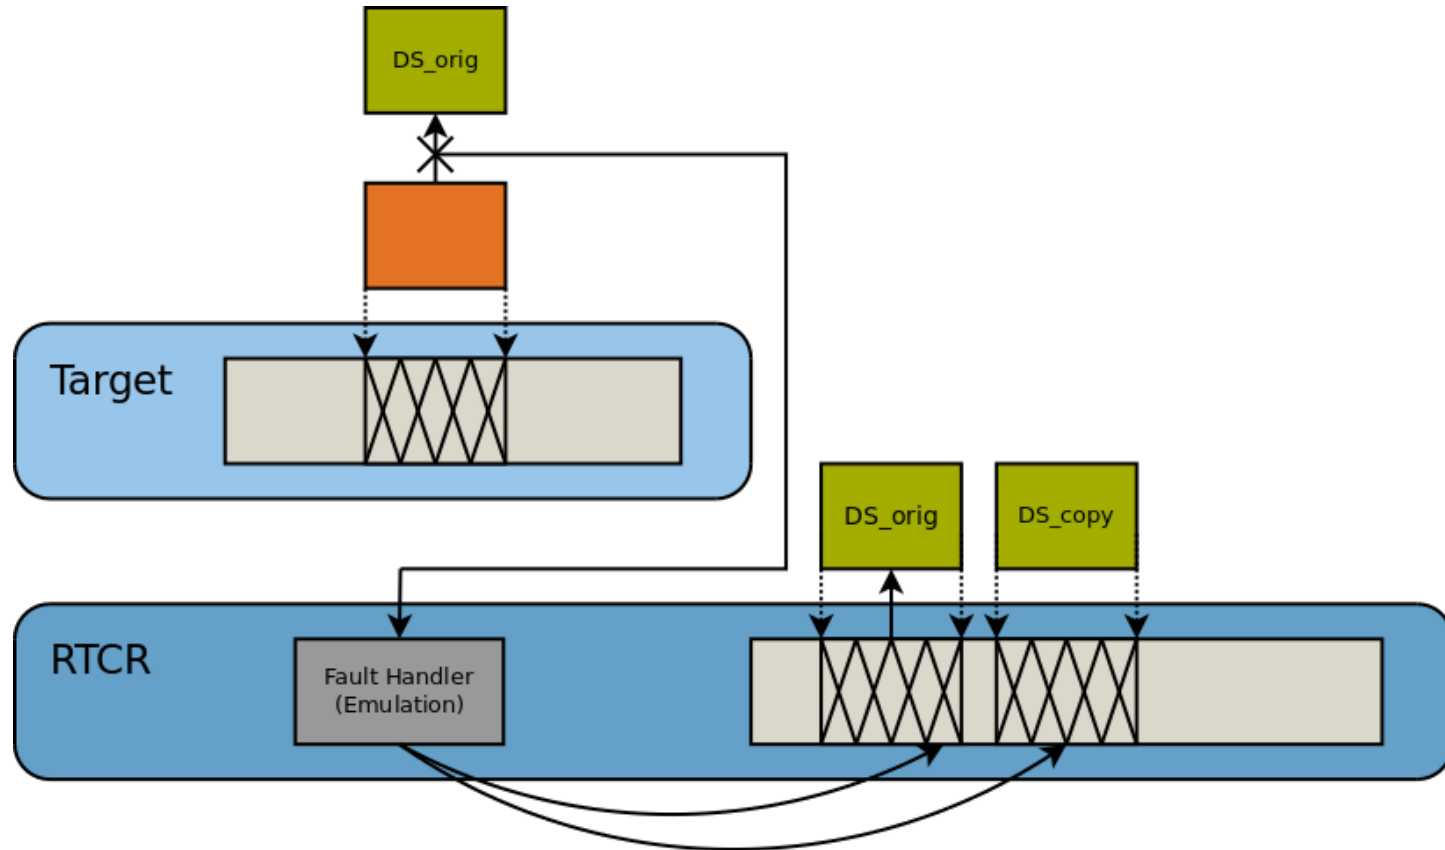 DS_orig
Target
DS_orig
DS_copy
RTCR
Fault Handler
(Emulation)